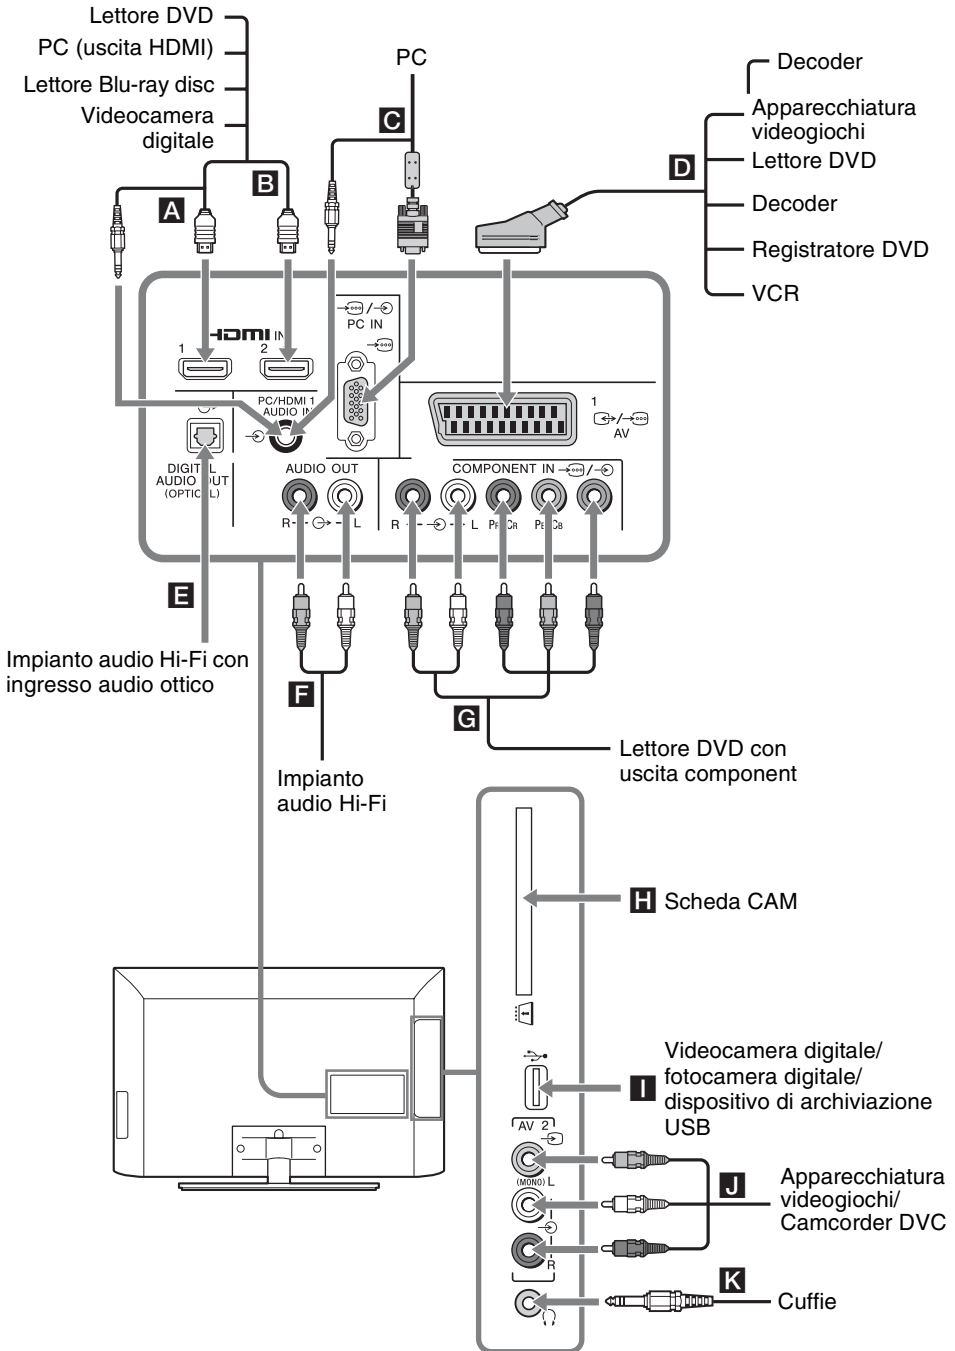 Lettore DVD
PC (uscita HDMI)
Lettore Blu-ray disc
Videocamera
digitale
PC
Decoder
Apparecchiatura
videogiochi
Lettore DVD
Decoder
Registratore DVD
VCR
A
B
C
D
HDMI IN
1
2
PC IN
PC/HDMI 1
AUDIO IN
1
AV
DIGITAL
AUDIO OUT
(OPTICAL)
AUDIO OUT
R
L
COMPONENT IN
R
L
PR/CR
PB/CB
E
Impianto audio Hi-Fi con
ingresso audio ottico
F
Impianto
audio Hi-Fi
G
Lettore DVD con
uscita component
H Scheda CAM
I
Videocamera digitale/
fotocamera digitale/
dispositivo di archiviazione
USB
AV 2
(MONO) L
R
J
Apparecchiatura
videogiochi/
Camcorder DVC
K
Cuffie